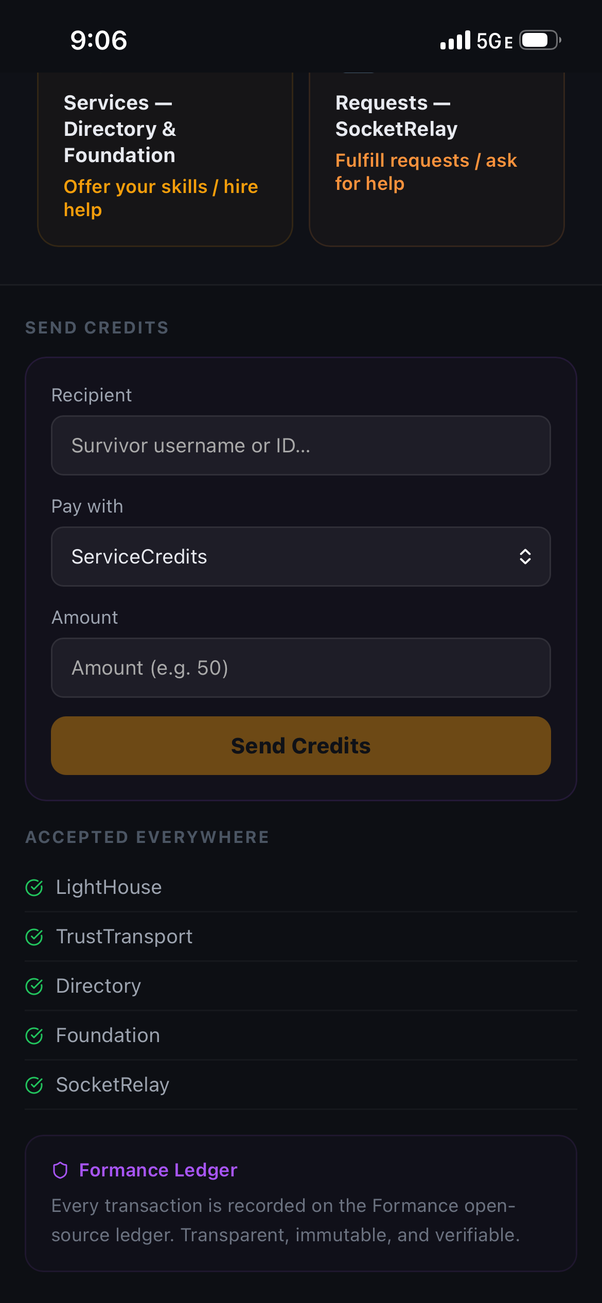 9:06
5GE
Services —
Directory &
Foundation
Offer your skills / hire
help
Requests —
SocketRelay
Fulfill requests / ask
for help
SEND CREDITS
Recipient
Survivor username or ID...
Pay with
ServiceCredits
Amount
Amount (e.g. 50)
Send Credits
ACCEPTED EVERYWHERE
LightHouse
TrustTransport
Directory
Foundation
SocketRelay
Formance Ledger
Every transaction is recorded on the Formance open-
source ledger. Transparent, immutable, and verifiable.